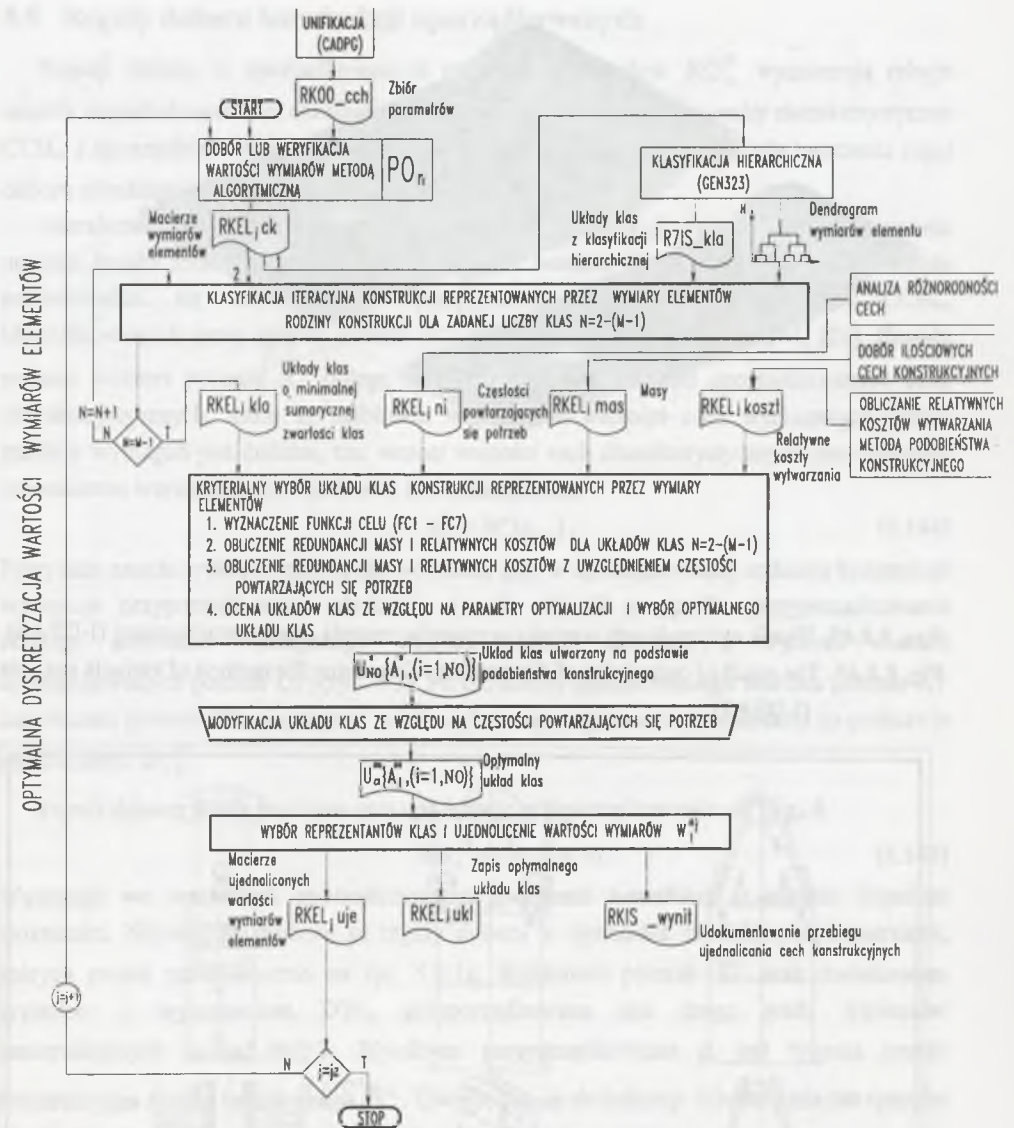 UNIFIKACJA
(CADPG)
RK00_cch
Zbiór
parametrów
START
DOBÓR LUB WERYFIKACJA
WARTOŚCI WYMIARÓW METODĄ
ALGORYTMICZNĄ
PO
KLASYFIKACJA HIERARCHICZNA
(GEN323)
Macierze
wymiarów
elementów
RKELjck
2
1
Układy klas
z klasyfikacji
hierarchicznej
R7IS_kla
H
Dendrogram
wymiarów elementu
KLASYFIKACJA ITERACYJNA KONSTRUKCJI REPREZENTOWANYCH PRZEZ WYMIARY ELEMENTÓW
RODZINY KONSTRUKCJI DLA ZADANEJ LICZBY KLAS N=2-(M-1)
ANALIZA RÓŻNORODNOŚCI
CECH
DOBÓR ILOŚCIOWYCH
CECH KONSTRUKCYJNYCH
OBLICZANIE RELATYWNYCH
KOSZTÓW WYTWARZANIA
METODĄ PODOBIEŃSTWA
KONSTRUKCYJNEGO
N=N+1
N
N=M-1
T
RKELj kla
Układy klas
o minimalnej
sumarycznej
zwartości klas
RKELj ni
Częstości
powtarzających
się potrzeb
RKELj mas
Masy
RKELj koszt
Relatywne
koszty
wytwarzania
KRYTERIALNY WYBÓR UKŁADU KLAS KONSTRUKCJI REPREZENTOWANYCH PRZEZ WYMIARY
ELEMENTÓW
1. WYZNACZENIE FUNKCJI CELU (FC1 - FC7)
2. OBLICZENIE REDUNDANCJI MASY I RELATYWNYCH KOSZTÓW DLA UKŁADÓW KLAS N=2-(M-1)
3. OBLICZENIE REDUNDANCJI MASY I RELATYWNYCH KOSZTÓW Z UWZGLĘDNIENIEM CZĘSTOŚCI
POWTARZAJĄCYCH SIĘ POTRZEB
4. OCENA UKŁADÓW KLAS ZE WZGLĘDU NA PARAMETRY OPTYMALIZACJI I WYBÓR OPTYMALNEGO
UKŁADU KLAS
Układ klas utworzony na podstawie
podobieństwa konstrukcyjnego
MODYFIKACJA UKŁADU KLAS ZE WZGLĘDU NA CZĘSTOŚCI POWTARZAJĄCYCH SIĘ POTRZEB
Optymalny
układ klas
WYBÓR REPREZENTANTÓW KLAS I UJEDNOLICENIE WARTOŚCI WYMIARÓW
Macierze
ujednaliconych
wartości
wymiarów
elementów
RKELj uje
Zapis optymalnego
układu klas
RKELj ukl
RKIS _wynit
Udokumentowanie przebiegu
ujednalicania cech konstrukcyjnych
j=j+1
N
j=jz
T
STOP
OPTYMALNA DYSKRETYZACJA WARTOŚCI WYMIARÓW ELEMENTÓW